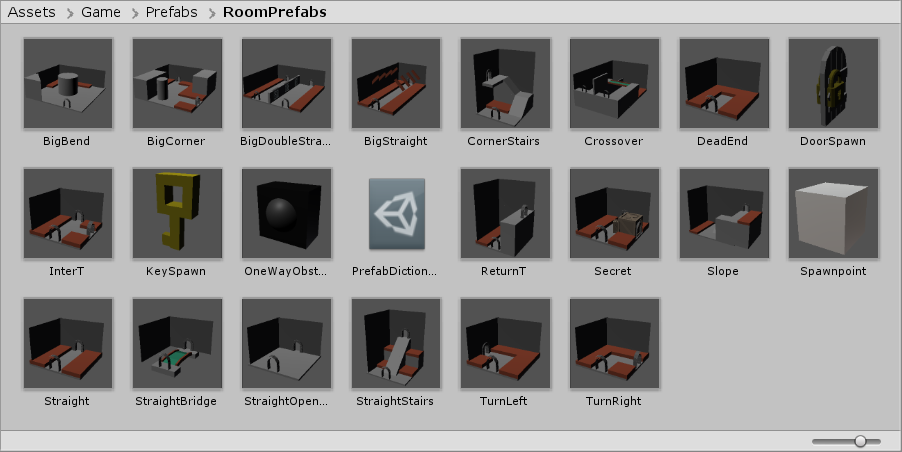 Assets > Game > Prefabs > RoomPrefabs
BigBend BigCorner BigDoubleStra... BigStraight CornerStairs Crossover DeadEnd DoorSpawn
InterT KeySpawn OneWayObst... PrefabDiction... ReturnT Secret Slope Spawnpoint
Straight StraightBridge StraightOpen... StraightStairs TurnLeft TurnRight